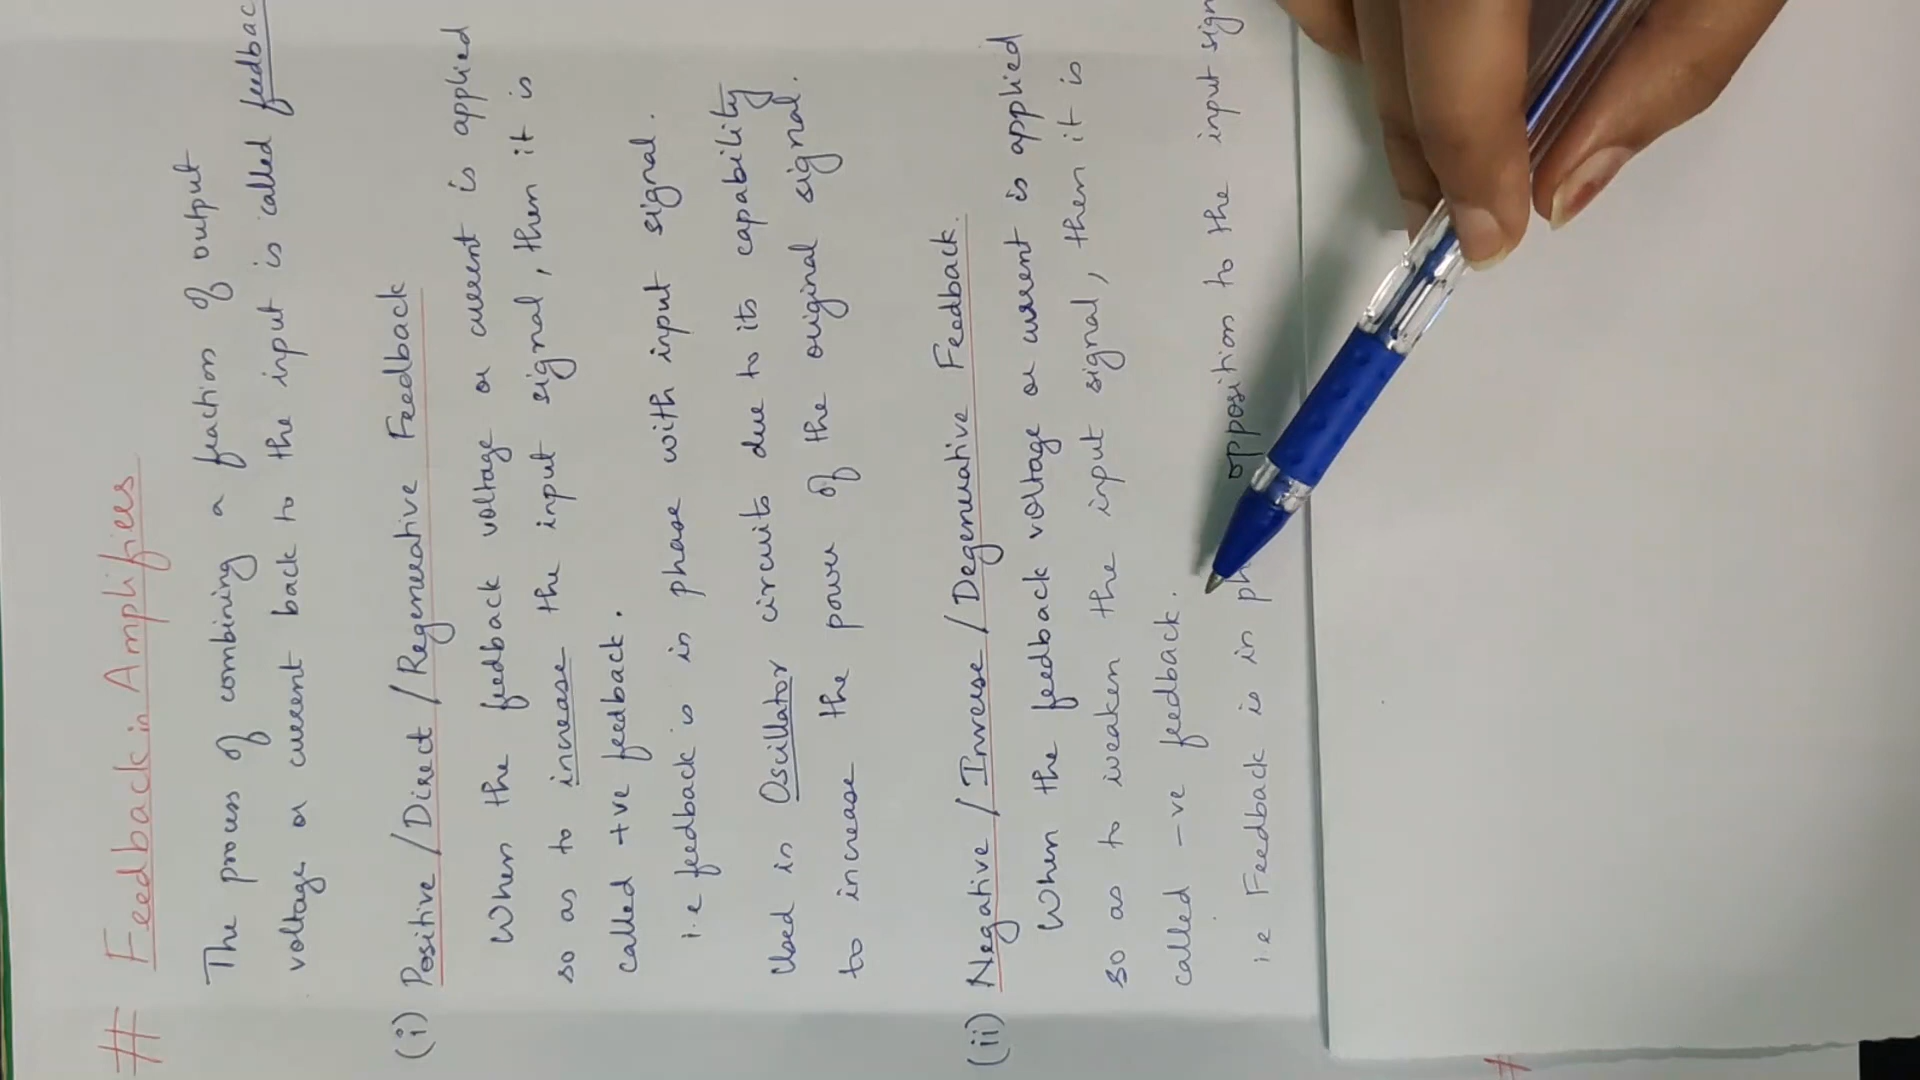 # Feedback in Amplifiers
The process of combining a fraction of output
voltage or current back to the input is called
(i) Positive / Direct / Regenerative Feedback
When the feedback voltage or current is applied
so as to increase the input signal, then it is
called +ve feedback.
i.e feedback is in phase with input signal.
Used in Oscillator circuits due to its capability
to increase the power of the original signal.
(ii) Negative / Inverse / Degenerative Feedback.
When the feedback voltage or current is applied
so as to weaken the input signal, then it is
called -ve feedback.
i.e Feedback is in opposition to the input
#